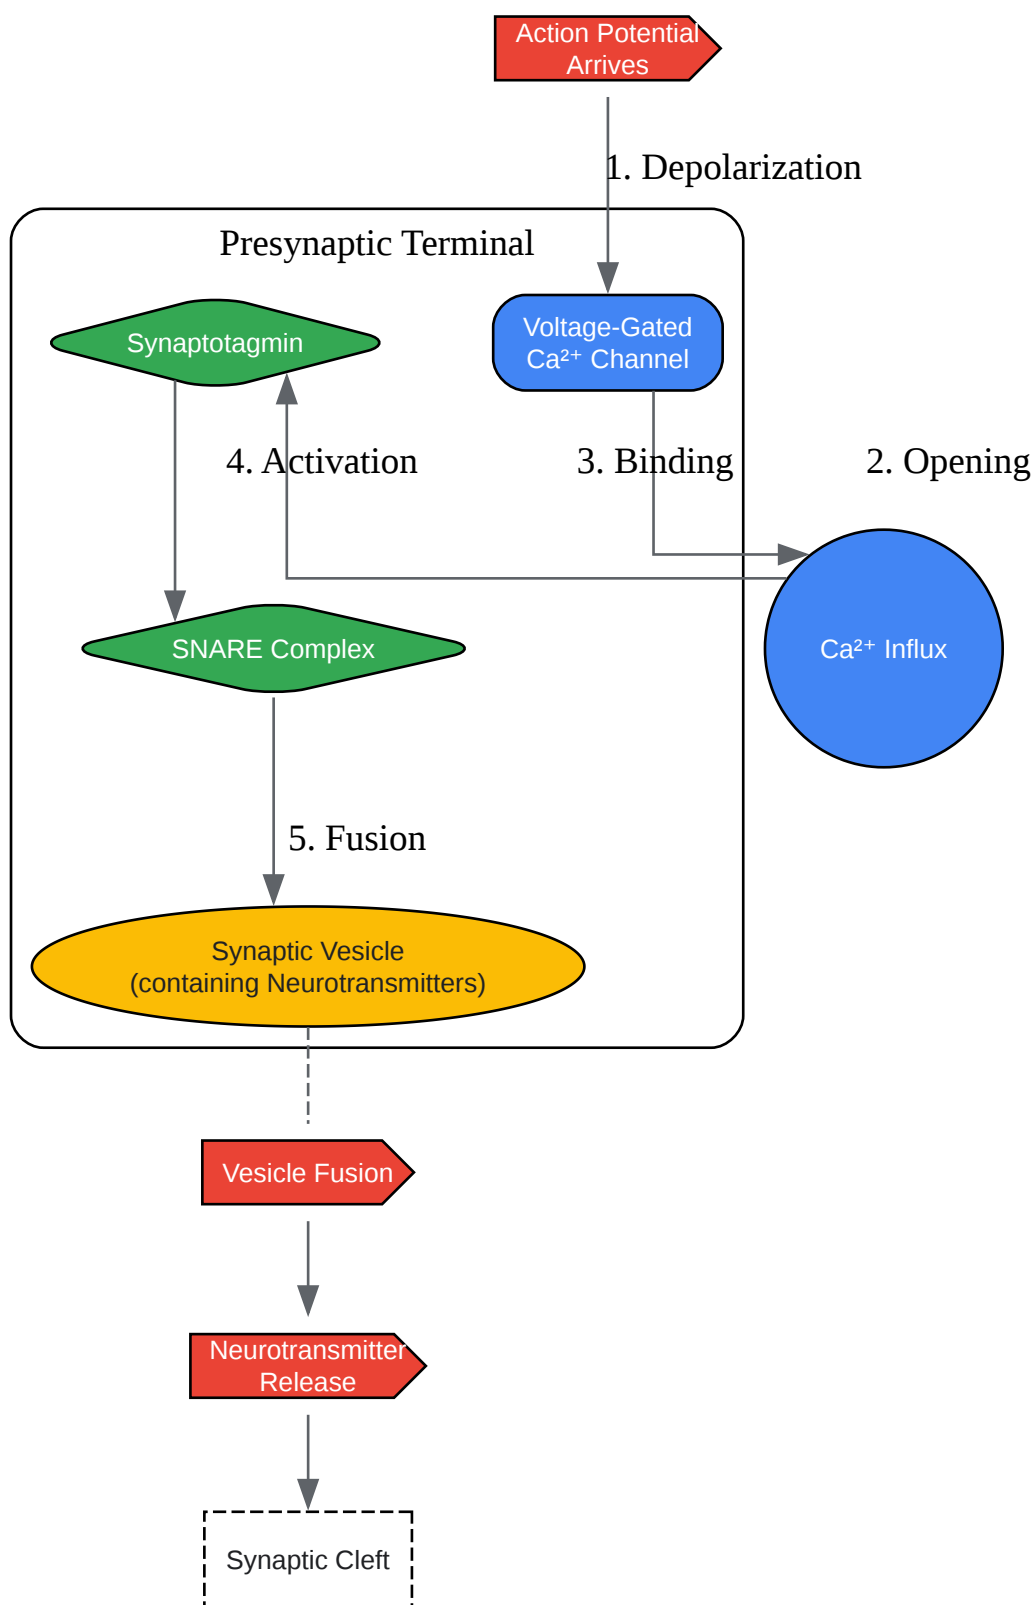 Action Potential
Arrives
1. Depolarization
Presynaptic Terminal
Synaptotagmin
Voltage-Gated
Ca²⁺ Channel
4. Activation
3. Binding
2. Opening
SNARE Complex
Ca²⁺ Influx
5. Fusion
Synaptic Vesicle
(containing Neurotransmitters)
Vesicle Fusion
Neurotransmitter
Release
Synaptic Cleft